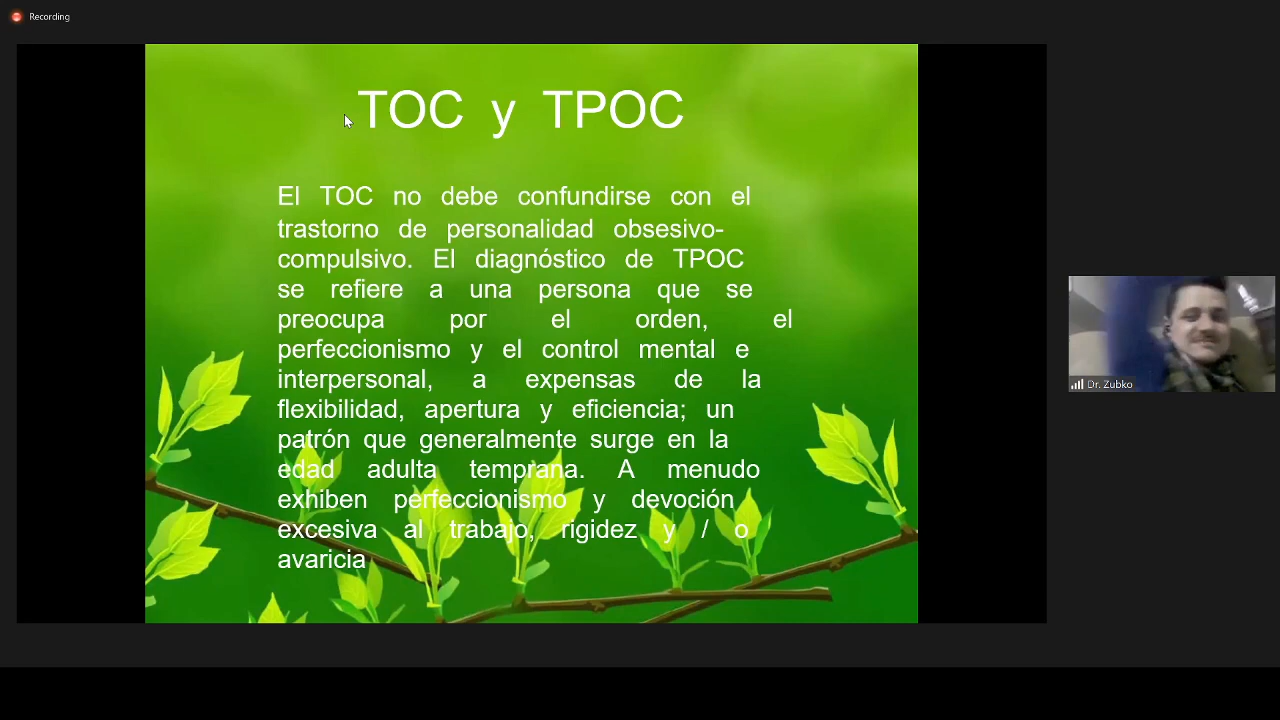 Recording
TOC y TPOC
El TOC no debe confundirse con el
trastorno de personalidad obsesivo-
compulsivo. El diagnóstico de TPOC
se refiere a una persona que se
preocupa por el orden, el
perfeccionismo y el control mental e
interpersonal, a expensas de la
flexibilidad, apertura y eficiencia; un
patrón que generalmente surge en la
edad adulta temprana. A menudo
exhiben perfeccionismo y devoción
excesiva al trabajo, rigidez y / o
avaricia
Dr. Zubko